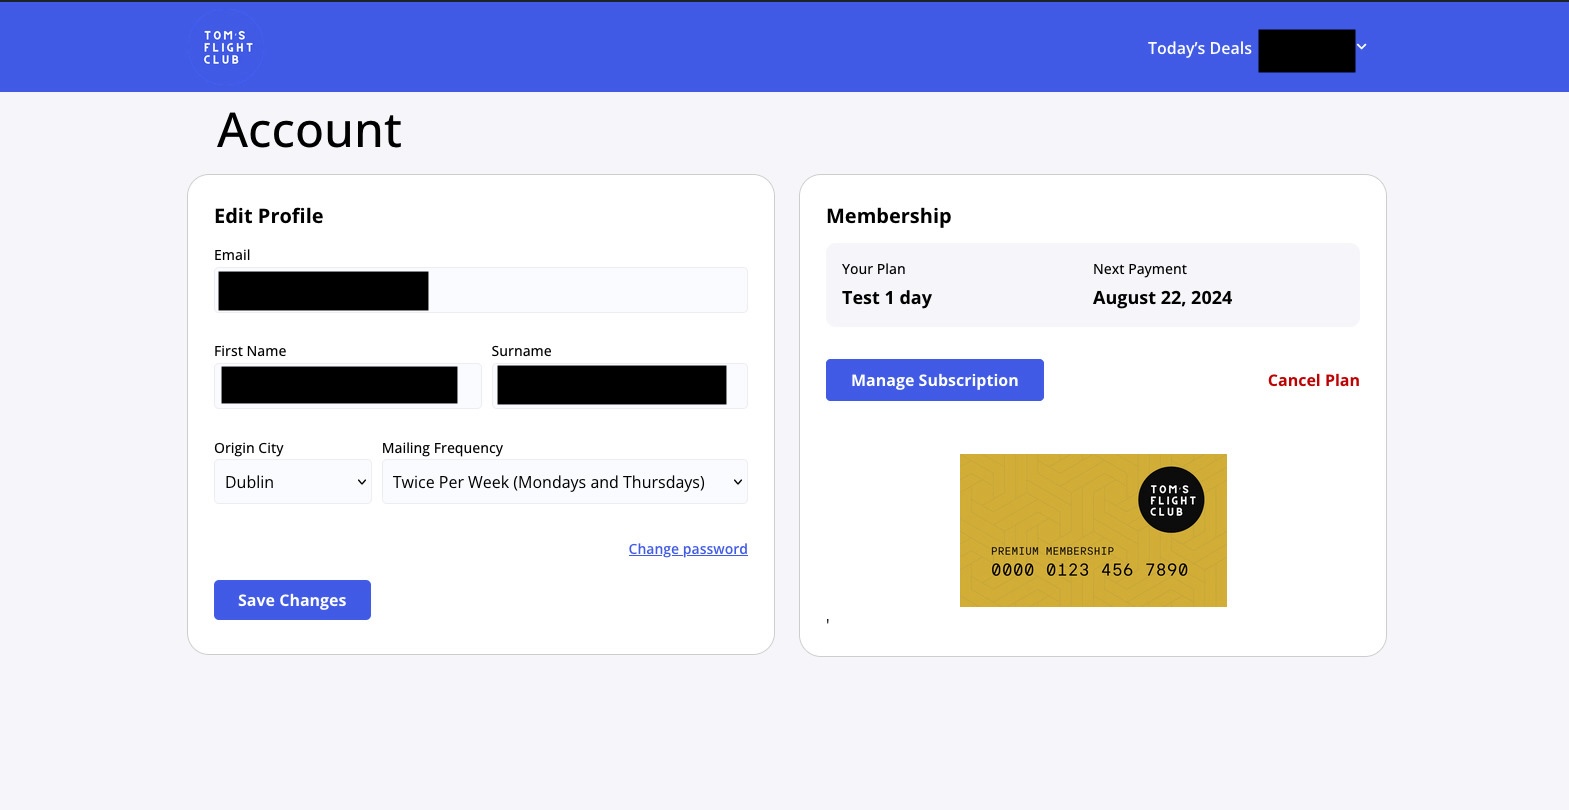 TOM'S
FLIGHT
CLUB
Today's Deals
Account
Edit Profile
Email
First Name
Surname
Origin City
Mailing Frequency
Dublin
Twice Per Week (Mondays and Thursdays)
Change password
Save Changes
Membership
Your Plan
Next Payment
Test 1 day
August 22, 2024
Manage Subscription
Cancel Plan
TOM'S
FLIGHT
CLUB
PREMIUM MEMBERSHIP
0000 0123 456 7890
'